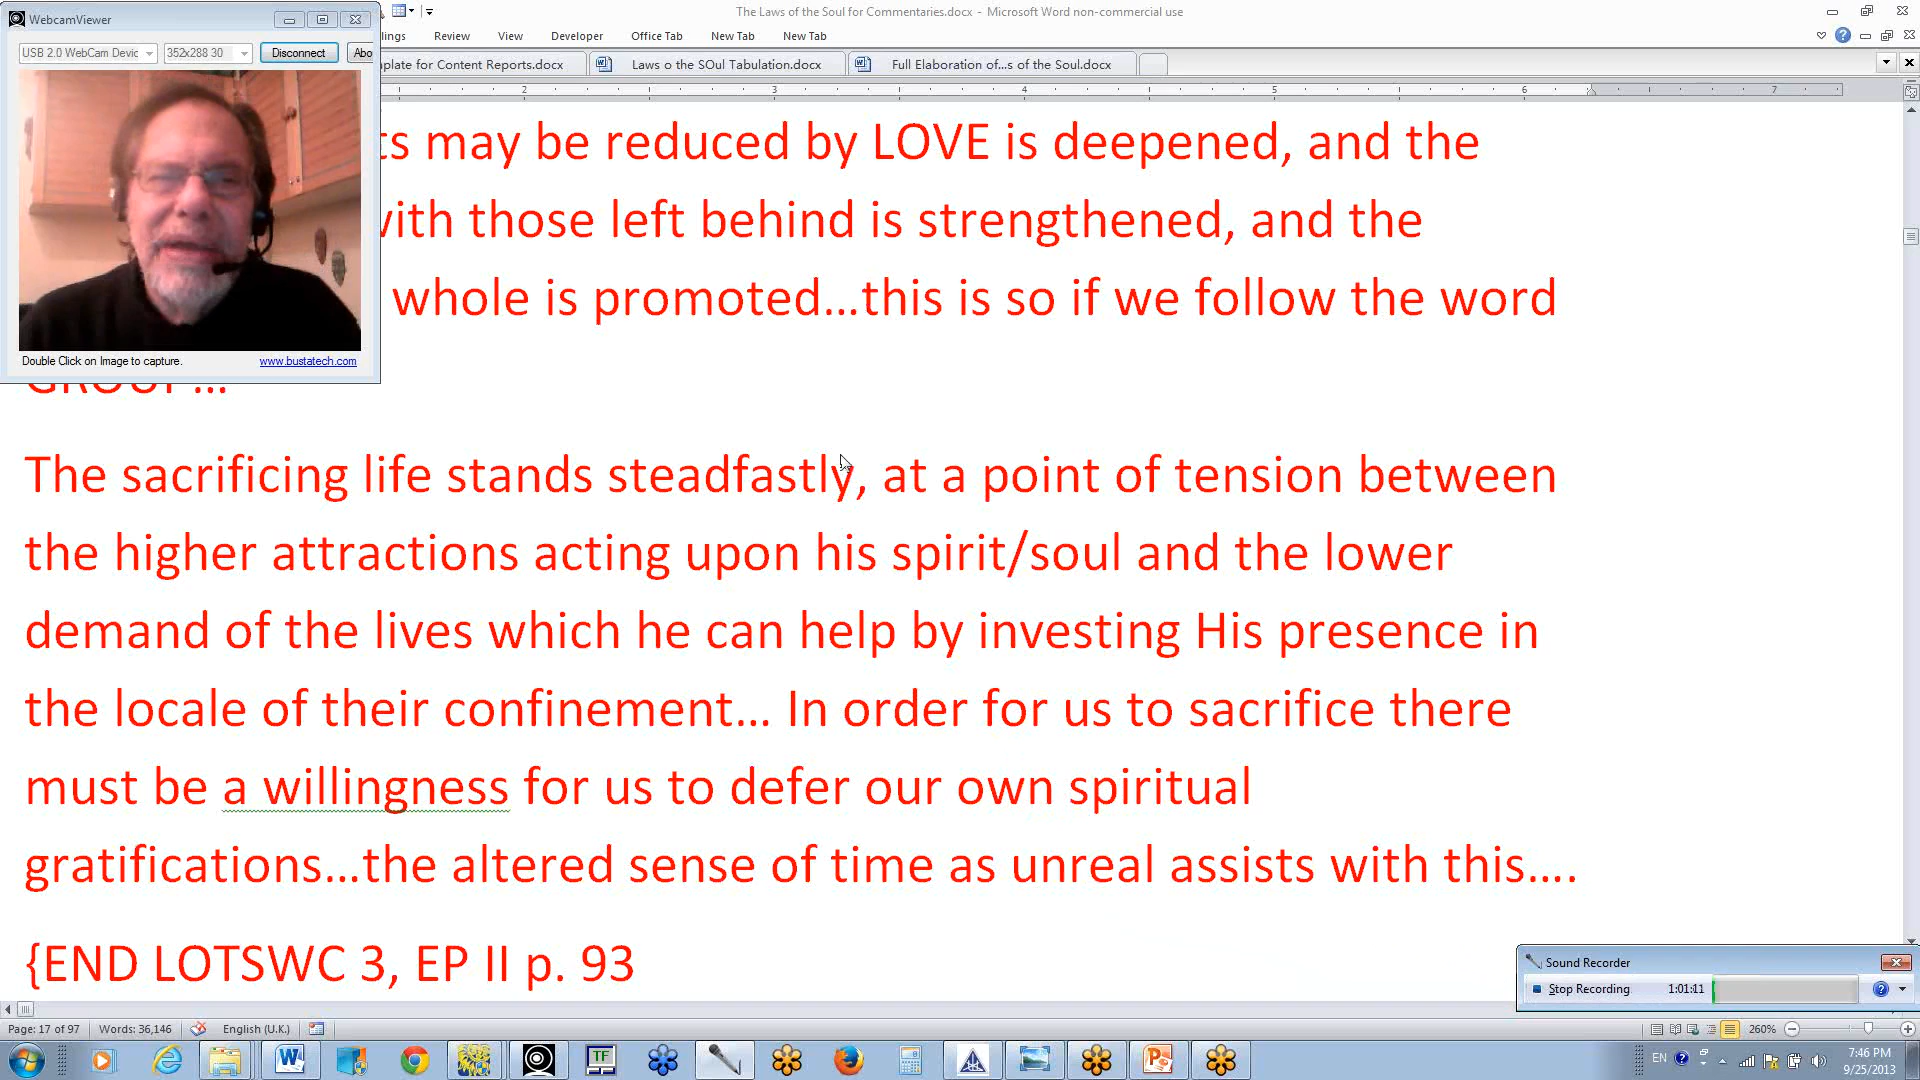 WebcamViewer
The Laws of the Soul for Commentaries.docx - Microsoft Word non-commercial use
USB 2.0 WebCam Devic
352x288 30
Disconnect
Abo
lings Review View Developer Office Tab New Tab New Tab
plate for Content Reports.docx Laws o the SOul Tabulation.docx Full Elaboration of...s of the Soul.docx
2 3 4 5 6 7
ts may be reduced by LOVE is deepened, and the
with those left behind is strengthened, and the
whole is promoted...this is so if we follow the word
Double Click on Image to capture. www.bustatech.com
GROUP...
The sacrificing life stands steadfastly, at a point of tension between
the higher attractions acting upon his spirit/soul and the lower
demand of the lives which he can help by investing His presence in
the locale of their confinement... In order for us to sacrifice there
must be a willingness for us to defer our own spiritual
gratifications...the altered sense of time as unreal assists with this....
{END LOTSWC 3, EP II p. 93
Sound Recorder
Stop Recording 1:01:11
Page: 17 of 97 Words: 36,146 English (U.K.) 260%
TF EN 7:46 PM
9/25/2013